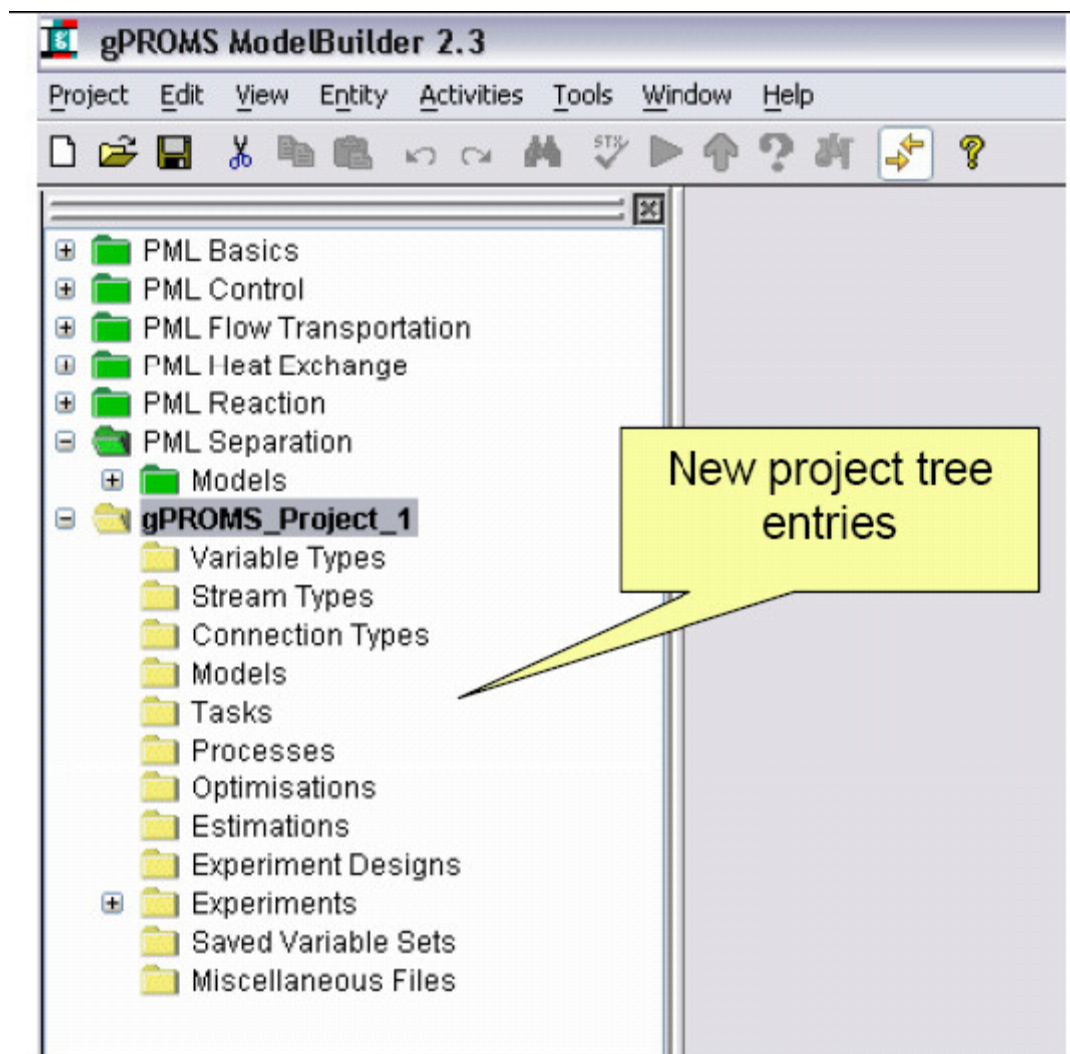 gPROMS ModelBuilder 2.3
Project Edit View Entity Activities Tools Window Help
STX
PML Basics
PML Control
PML Flow Transportation
PML Heat Exchange
PML Reaction
PML Separation
Models
gPROMS_Project_1
Variable Types
Stream Types
Connection Types
Models
Tasks
Processes
Optimisations
Estimations
Experiment Designs
Experiments
Saved Variable Sets
Miscellaneous Files
New project tree
entries